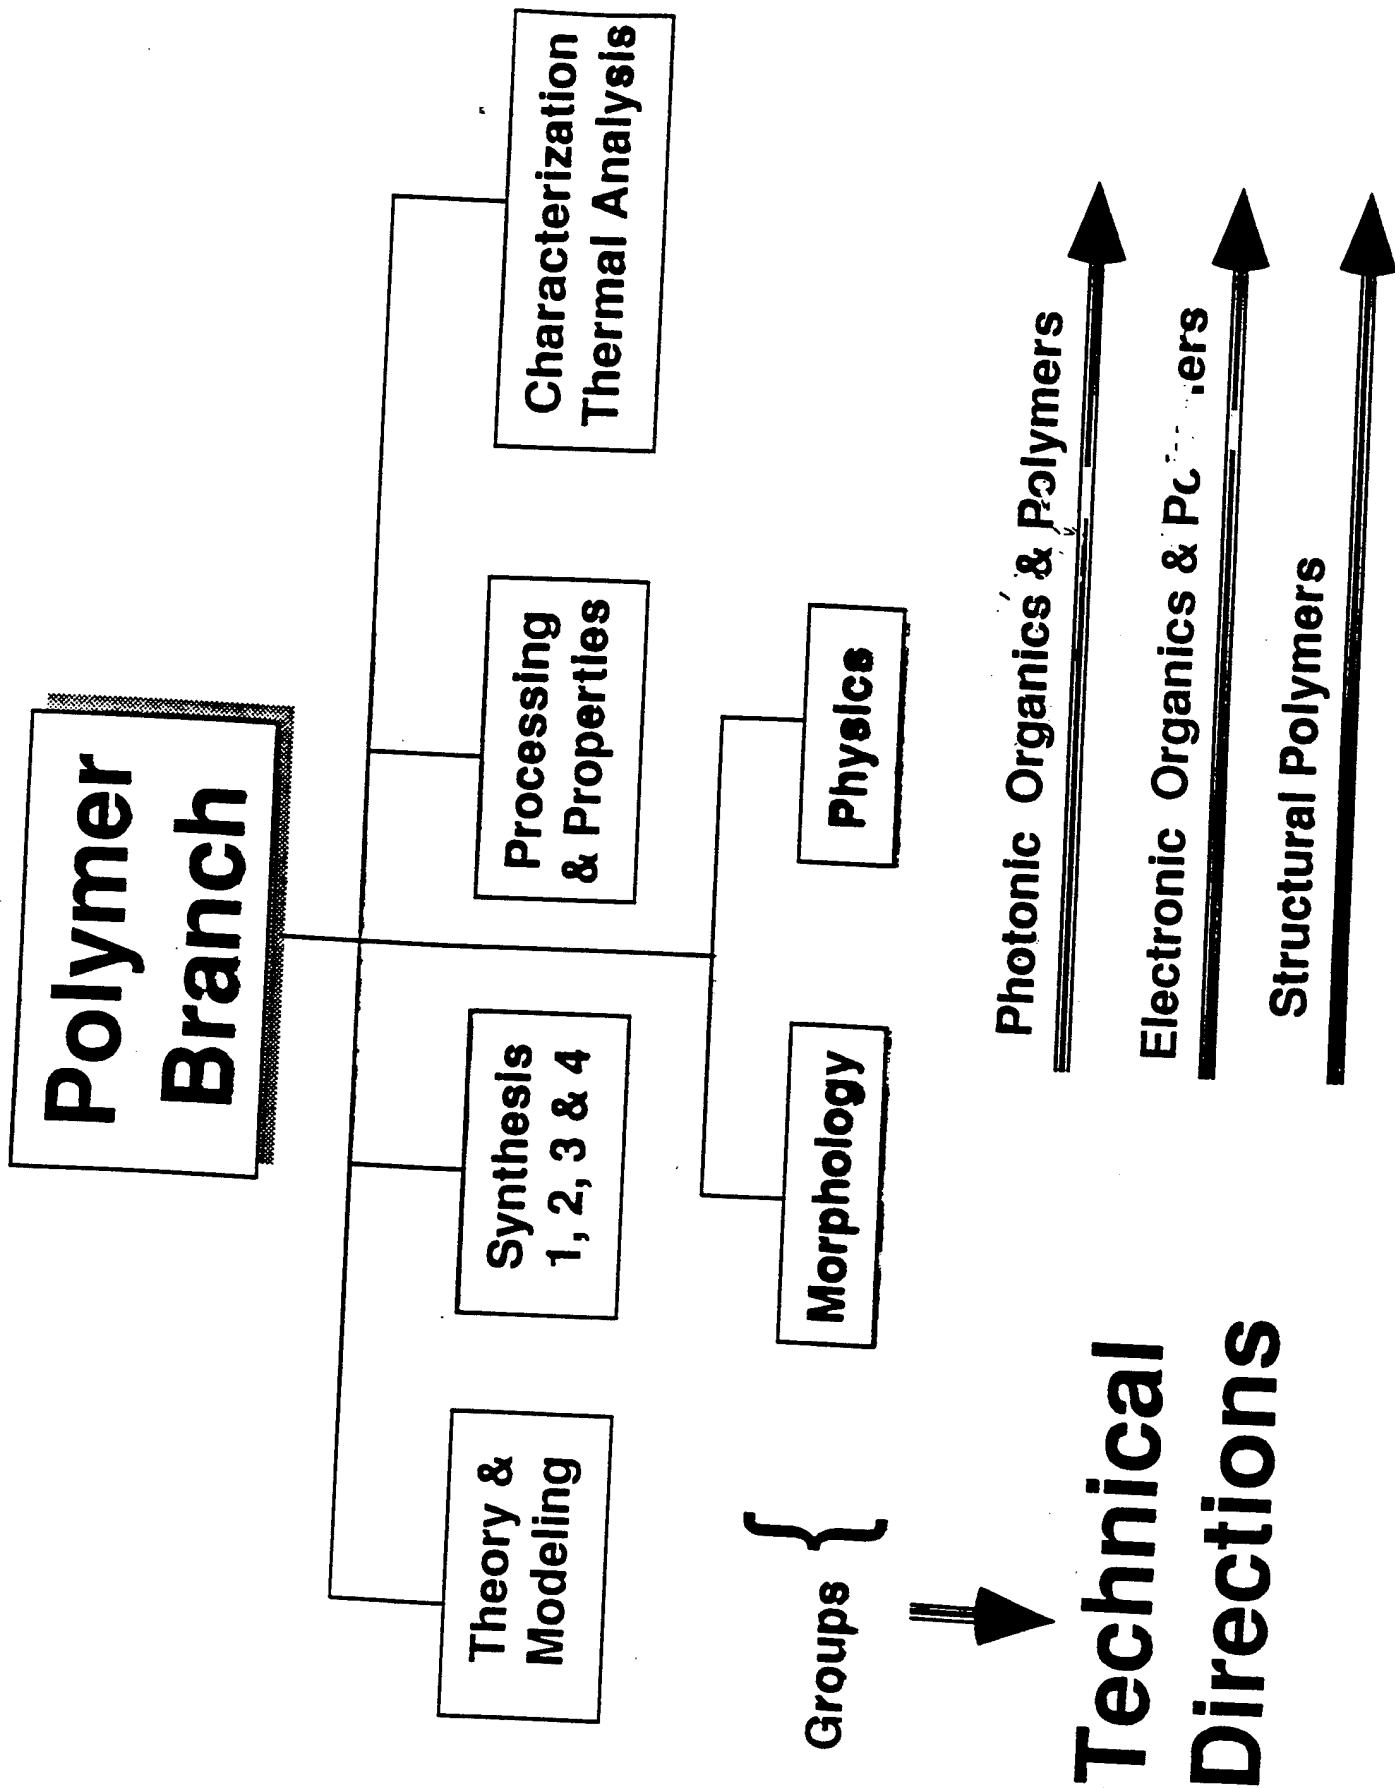 Polymer
Branch
Theory &
Modeling
Synthesis
1, 2, 3 & 4
Processing
& Properties
Characterization
Thermal Analysis
Morphology
Physics
Groups
Technical
Directions
Photonic Organics & Polymers
Electronic Organics &
Structural Polymers